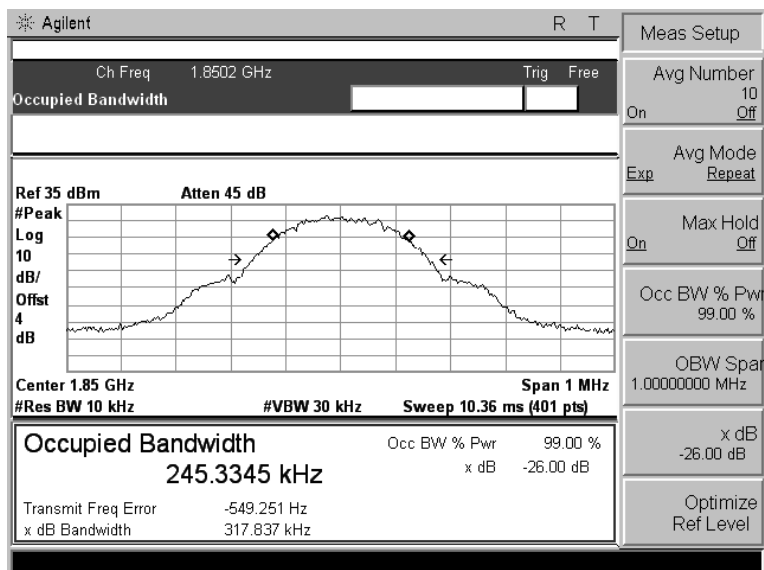 Agilent R T
Ch Freq 1.8502 GHz Trig Free
Occupied Bandwidth
Ref 35 dBm Atten 45 dB
#Peak
Log
10
dB/
Offst
4
dB
Center 1.85 GHz Span 1 MHz
#Res BW 10 kHz #VBW 30 kHz Sweep 10.36 ms (401 pts)
Occupied Bandwidth Occ BW % Pwr 99.00 %
245.3345 kHz x dB -26.00 dB
Transmit Freq Error -549.251 Hz
x dB Bandwidth 317.837 kHz
Meas Setup
Avg Number
10
On Off
Avg Mode
Exp Repeat
Max Hold
On Off
Occ BW % Pwr
99.00 %
OBW Span
1.00000000 MHz
x dB
-26.00 dB
Optimize
Ref Level